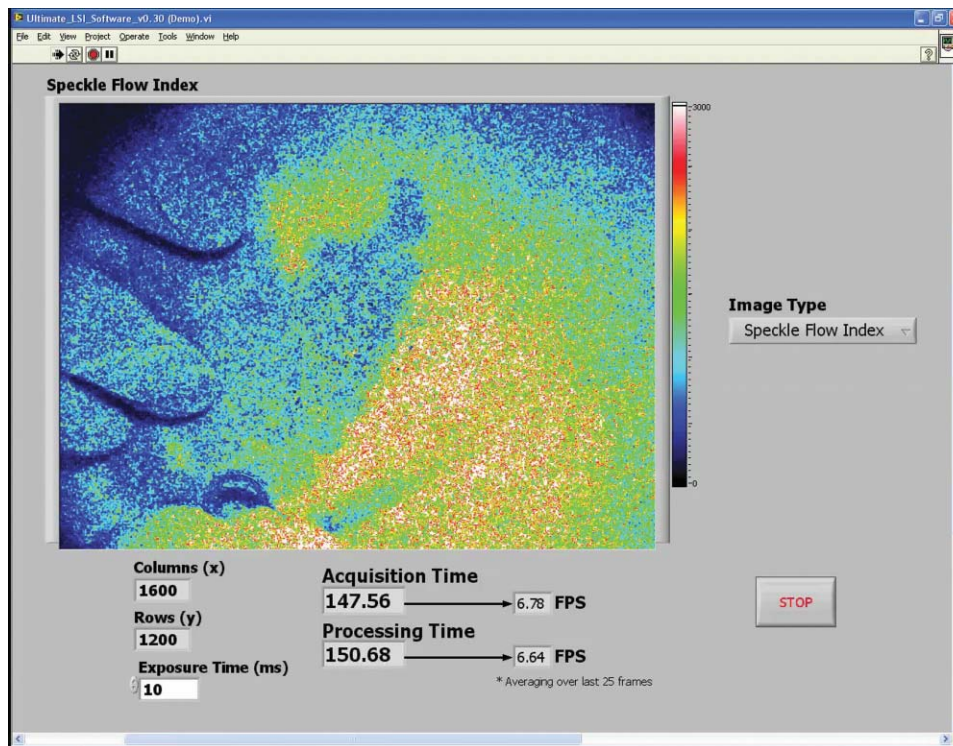 Ultimate_LSI_Software_v0.30 (Demo).vi
File Edit View Project Operate Tools Window Help
?
Speckle Flow Index
3000
0
Image Type
Speckle Flow Index
Columns (x)
1600
Rows (y)
1200
Exposure Time (ms)
10
Acquisition Time
147.56 6.78 FPS
Processing Time
150.68 6.64 FPS
* Averaging over last 25 frames
STOP